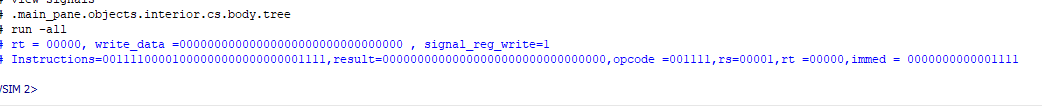 # view signals
# .main_pane.objects.interior.cs.body.tree
# run -all
# rt = 00000, write_data =00000000000000000000000000000000 , signal_reg_write=1
# Instructions=00111100001000000000000000001111,result=00000000000000000000000000000000,opcode =001111,rs=00001,rt =00000,immed = 0000000000001111
/SIM 2>